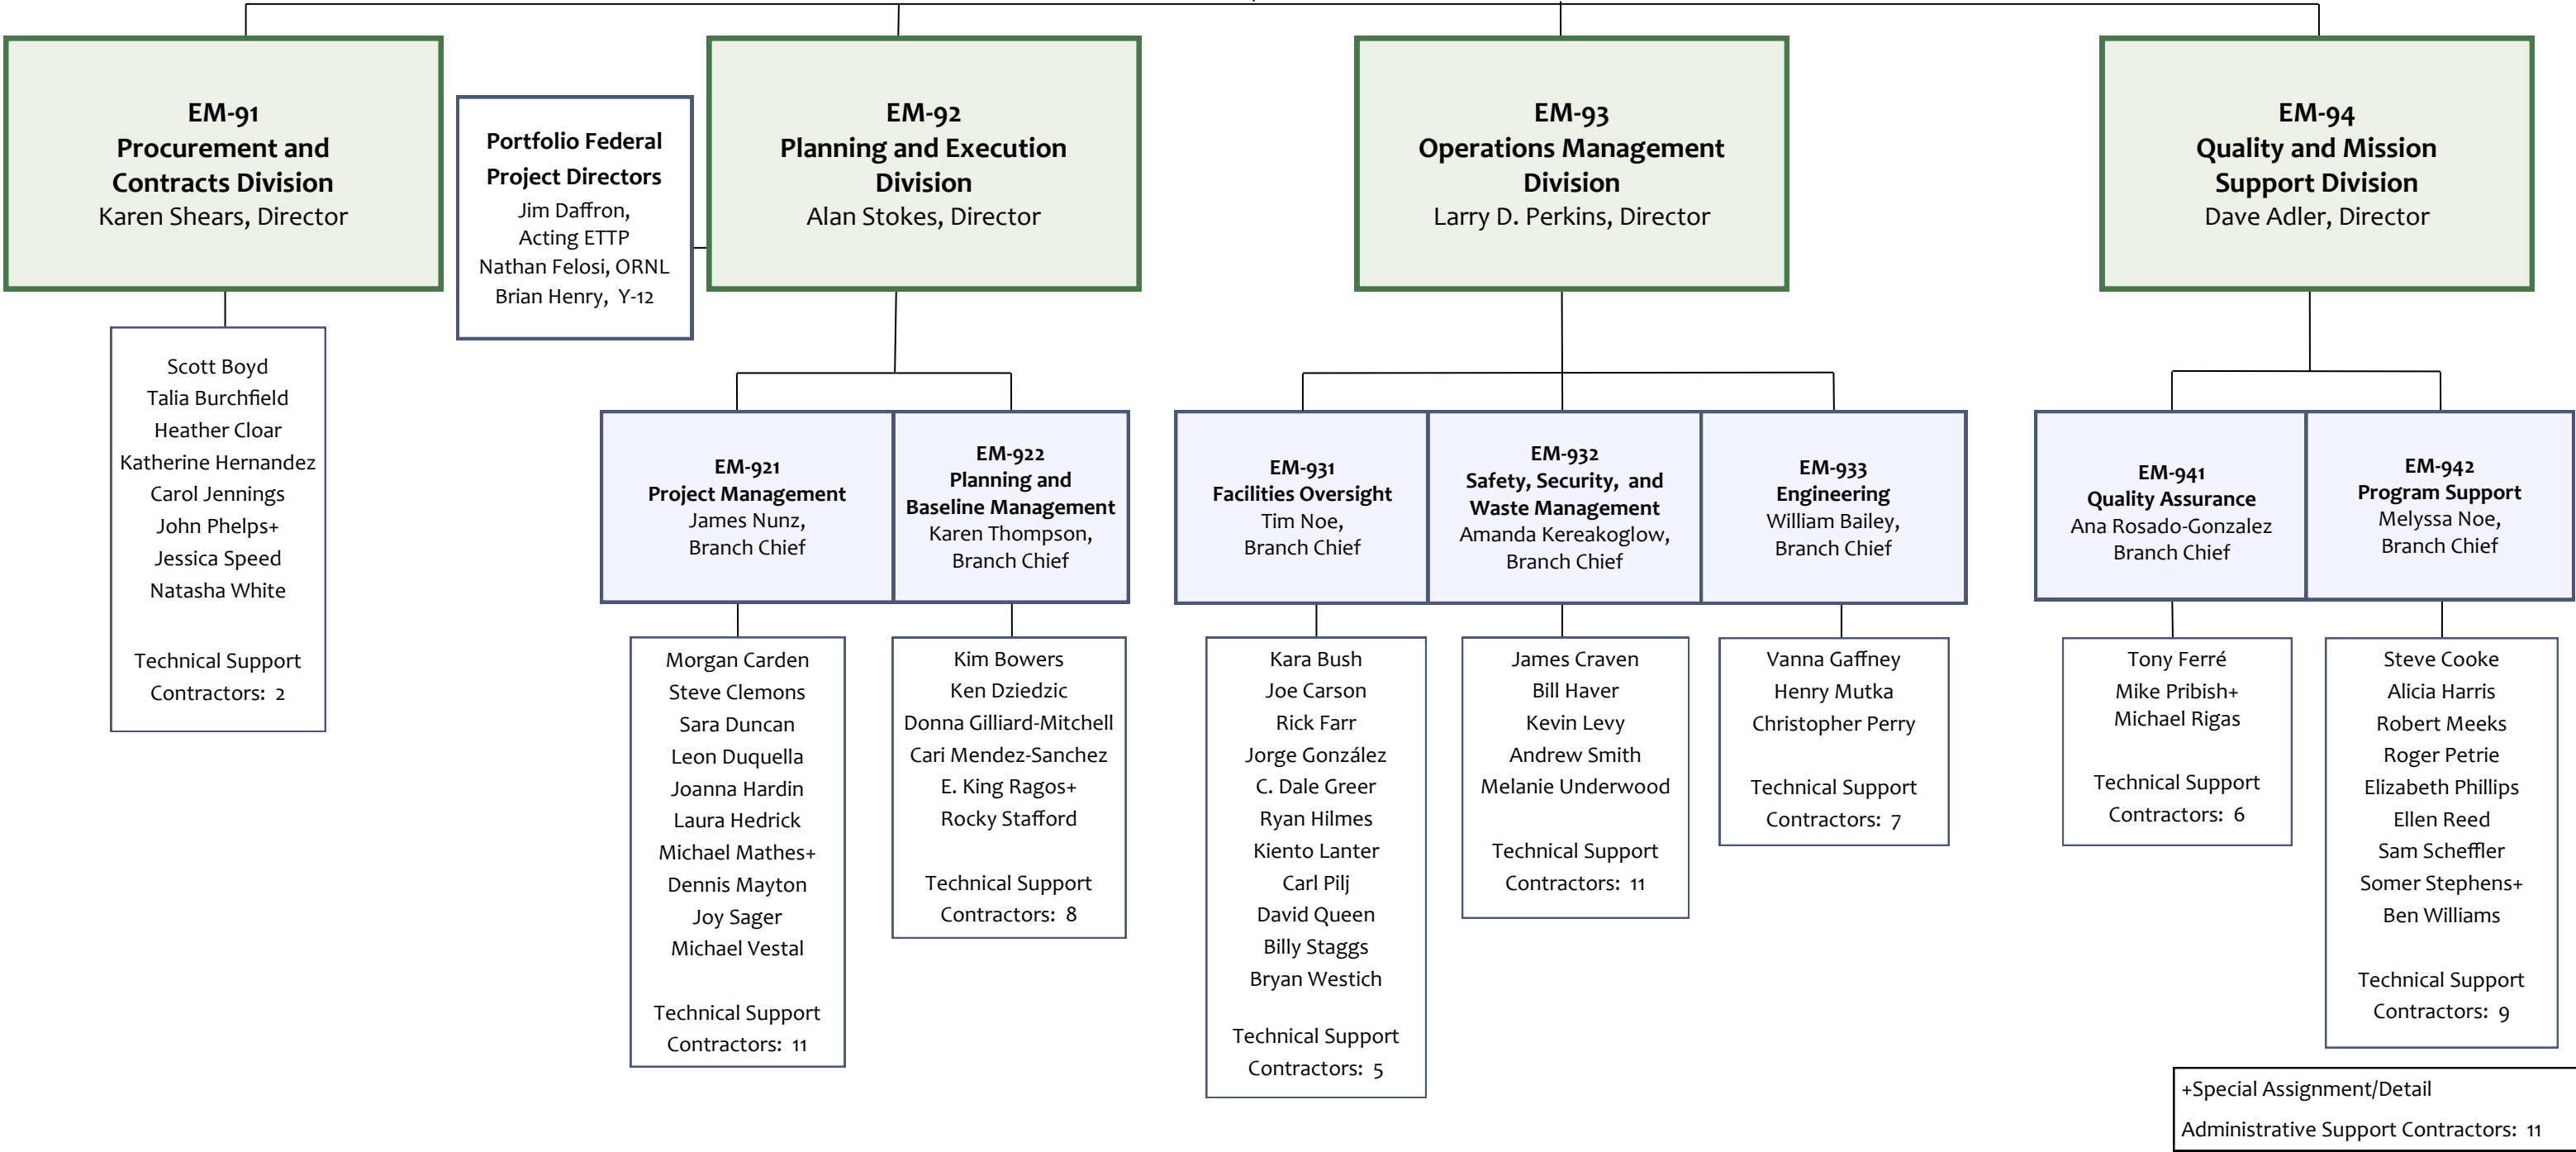 EM-91
Procurement and
Contracts Division
Karen Shears, Director
Scott Boyd
Talia Burchfield
Heather Cloar
Katherine Hernandez
Carol Jennings
John Phelps+
Jessica Speed
Natasha White
Technical Support
Contractors: 2
Portfolio Federal
Project Directors
Jim Daffron,
Acting ETTP
Nathan Felosi, ORNL
Brian Henry, Y-12
EM-92
Planning and Execution
Division
Alan Stokes, Director
EM-921
Project Management
James Nunz,
Branch Chief
Morgan Carden
Steve Clemons
Sara Duncan
Leon Duquella
Joanna Hardin
Laura Hedrick
Michael Mathes+
Dennis Mayton
Joy Sager
Michael Vestal
Technical Support
Contractors: 11
EM-922
Planning and
Baseline Management
Karen Thompson,
Branch Chief
Kim Bowers
Ken Dziedzic
Donna Gilliard-Mitchell
Cari Mendez-Sanchez
E. King Ragos+
Rocky Stafford
Technical Support
Contractors: 8
EM-93
Operations Management
Division
Larry D. Perkins, Director
EM-931
Facilities Oversight
Tim Noe,
Branch Chief
Kara Bush
Joe Carson
Rick Farr
Jorge González
C. Dale Greer
Ryan Hilmes
Kiento Lanter
Carl Pilj
David Queen
Billy Staggs
Bryan Westich
Technical Support
Contractors: 5
EM-932
Safety, Security, and
Waste Management
Amanda Kereakoglow,
Branch Chief
James Craven
Bill Haver
Kevin Levy
Andrew Smith
Melanie Underwood
Technical Support
Contractors: 11
EM-933
Engineering
William Bailey,
Branch Chief
Vanna Gaffney
Henry Mutka
Christopher Perry
Technical Support
Contractors: 7
EM-94
Quality and Mission
Support Division
Dave Adler, Director
EM-941
Quality Assurance
Ana Rosado-Gonzalez
Branch Chief
Tony Ferré
Mike Pribish+
Michael Rigas
Technical Support
Contractors: 6
EM-942
Program Support
Melyssa Noe,
Branch Chief
Steve Cooke
Alicia Harris
Robert Meeks
Roger Petrie
Elizabeth Phillips
Ellen Reed
Sam Scheffler
Somer Stephens+
Ben Williams
Technical Support
Contractors: 9
+Special Assignment/Detail
Administrative Support Contractors: 11